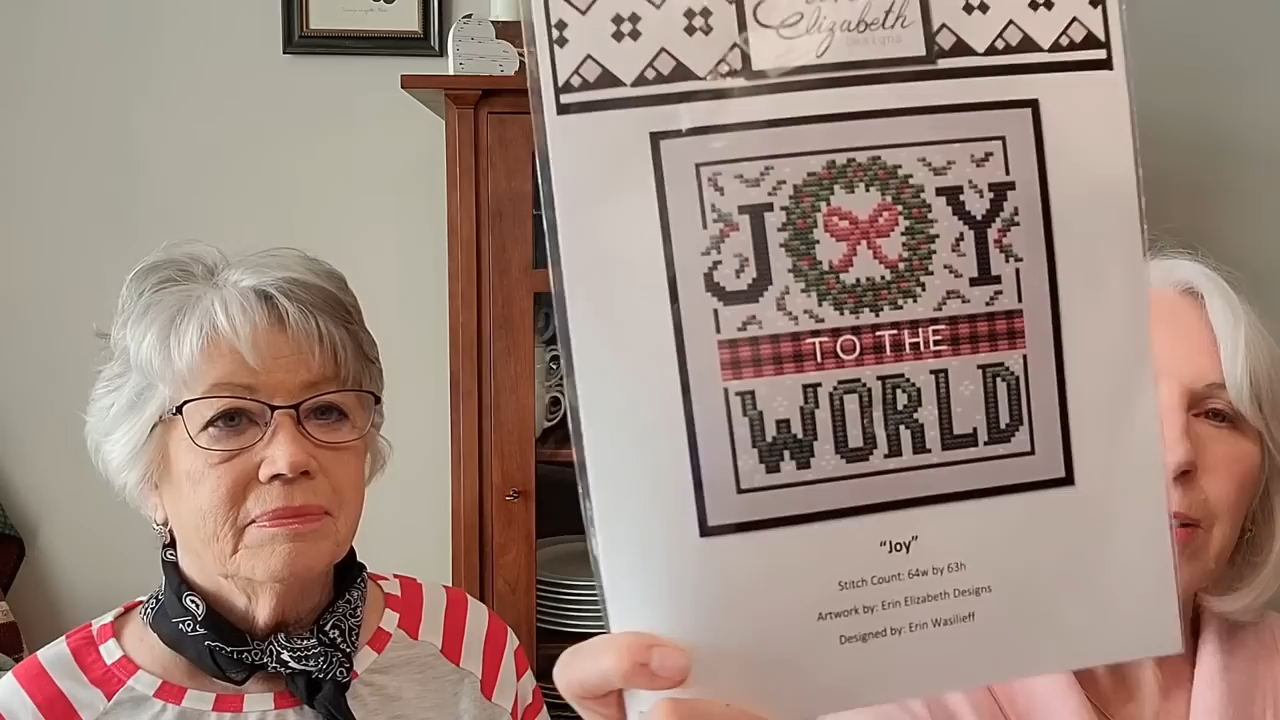 Elizabeth
Designs
JOY
TO THE
WORLD
“Joy”
Stitch Count: 64w by 63h
Artwork by: Erin Elizabeth Designs
Designed by: Erin Wasilieff